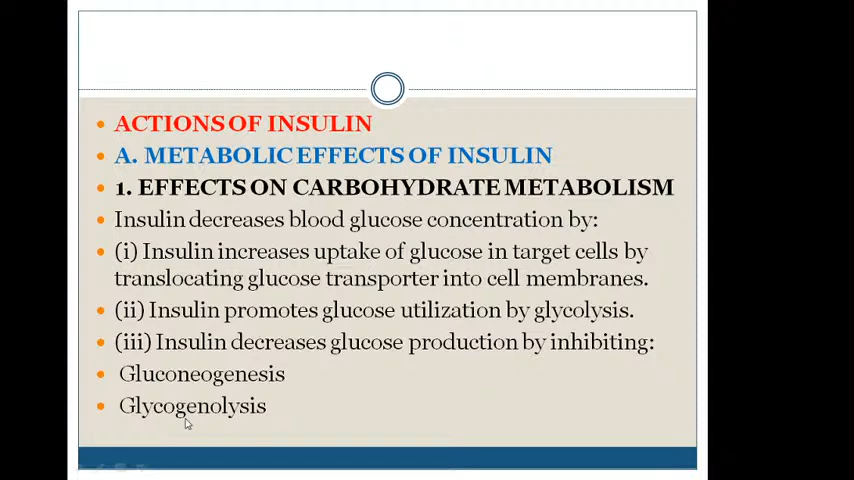 ACTIONS OF INSULIN
A. METABOLIC EFFECTS OF INSULIN
1. EFFECTS ON CARBOHYDRATE METABOLISM
Insulin decreases blood glucose concentration by:
(i) Insulin increases uptake of glucose in target cells by
translocating glucose transporter into cell membranes.
(ii) Insulin promotes glucose utilization by glycolysis.
(iii) Insulin decreases glucose production by inhibiting:
Gluconeogenesis
Glycogenolysis